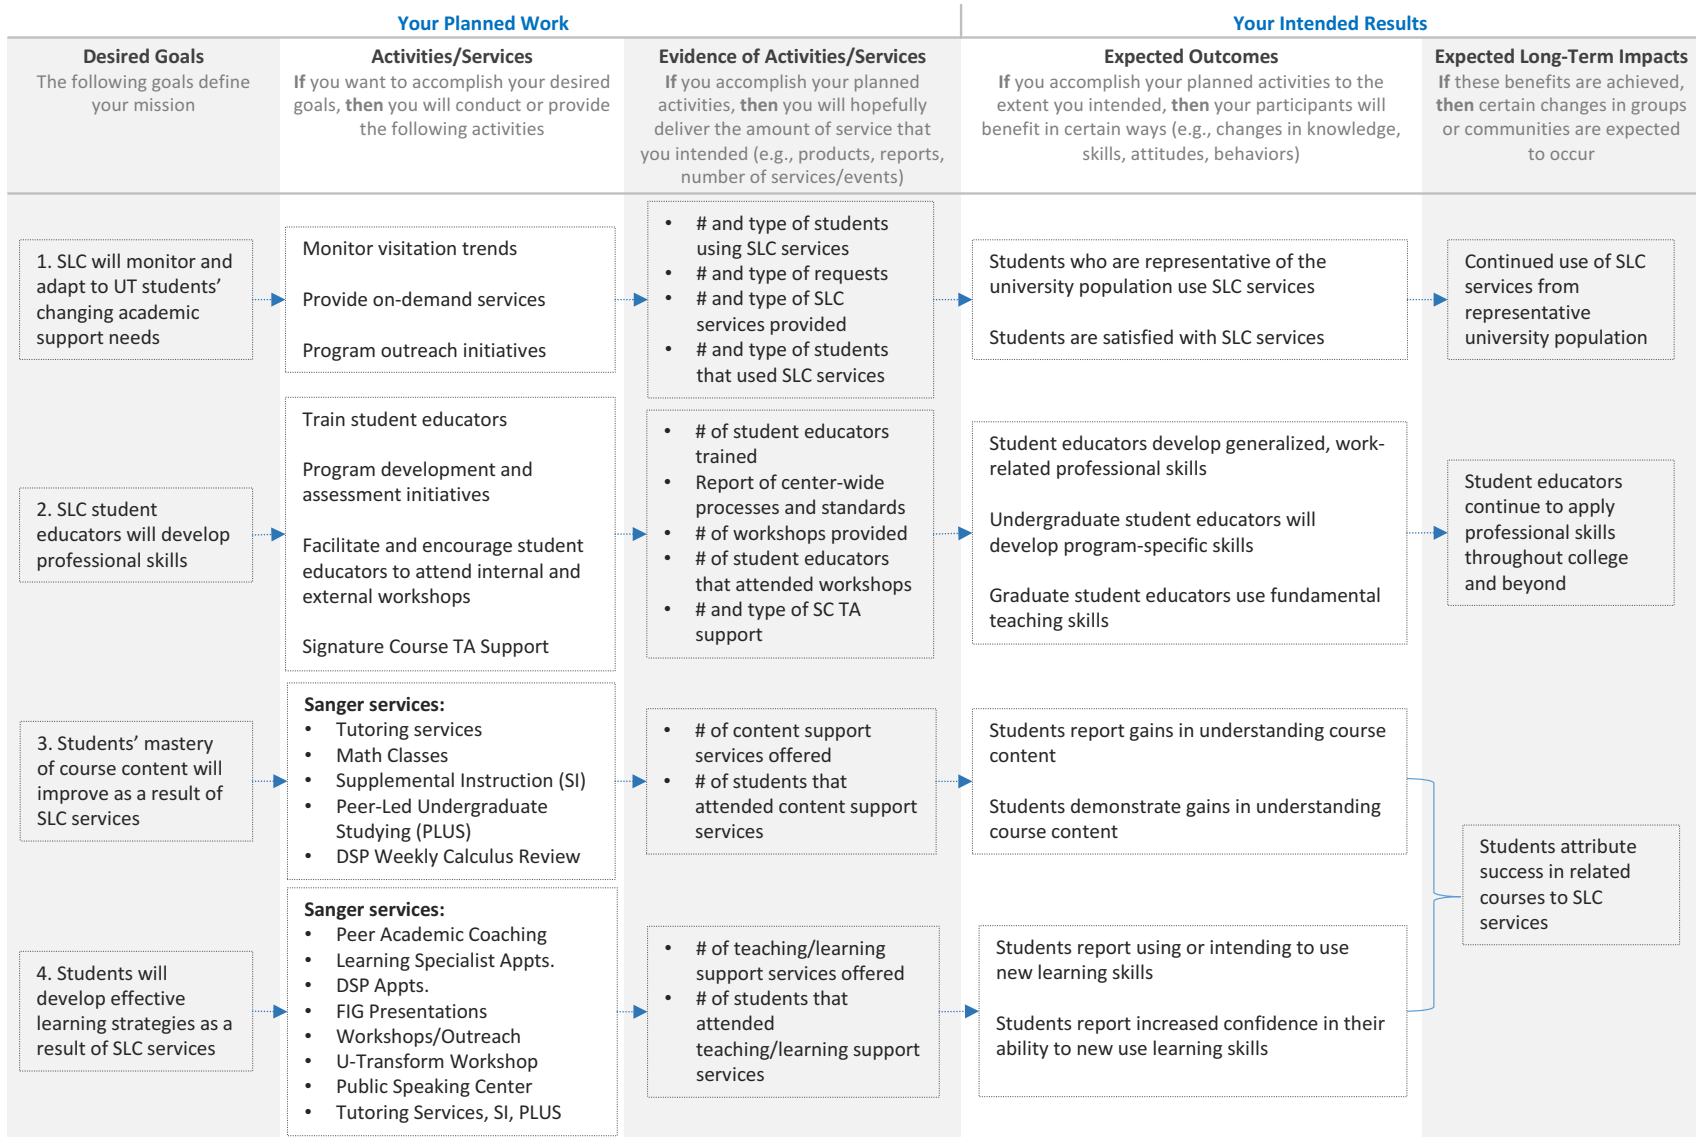 Your Planned Work
Your Intended Results
Desired Goals
The following goals define
your mission
Activities/Services
If you want to accomplish your desired
goals, then you will conduct or provide
the following activities
Evidence of Activities/Services
If you accomplish your planned
activities, then you will hopefully
deliver the amount of service that
you intended (e.g., products, reports,
number of services/events)
Expected Outcomes
If you accomplish your planned activities to the
extent you intended, then your participants will
benefit in certain ways (e.g., changes in knowledge,
skills, attitudes, behaviors)
Expected Long-Term Impacts
If these benefits are achieved,
then certain changes in groups
or communities are expected
to occur
1. SLC will monitor and
adapt to UT students’
changing academic
support needs
Monitor visitation trends
Provide on-demand services
Program outreach initiatives
• # and type of students
using SLC services
• # and type of requests
• # and type of SLC
services provided
• # and type of students
that used SLC services
Students who are representative of the
university population use SLC services
Students are satisfied with SLC services
Continued use of SLC
services from
representative
university population
2. SLC student
educators will develop
professional skills
Train student educators
Program development and
assessment initiatives
Facilitate and encourage student
educators to attend internal and
external workshops
Signature Course TA Support
• # of student educators
trained
• Report of center-wide
processes and standards
• # of workshops provided
• # of student educators
that attended workshops
• # and type of SC TA
support
Student educators develop generalized, work-
related professional skills
Undergraduate student educators will
develop program-specific skills
Graduate student educators use fundamental
teaching skills
Student educators
continue to apply
professional skills
throughout college
and beyond
3. Students’ mastery
of course content will
improve as a result of
SLC services
Sanger services:
• Tutoring services
• Math Classes
• Supplemental Instruction (SI)
• Peer-Led Undergraduate
Studying (PLUS)
• DSP Weekly Calculus Review
• # of content support
services offered
• # of students that
attended content support
services
Students report gains in understanding course
content
Students demonstrate gains in understanding
course content
4. Students will
develop effective
learning strategies as a
result of SLC services
Sanger services:
• Peer Academic Coaching
• Learning Specialist Appts.
• DSP Appts.
• FIG Presentations
• Workshops/Outreach
• U-Transform Workshop
• Public Speaking Center
• Tutoring Services, SI, PLUS
• # of teaching/learning
support services offered
• # of students that
attended
teaching/learning support
services
Students report using or intending to use
new learning skills
Students report increased confidence in their
ability to new use learning skills
Students attribute
success in related
courses to SLC
services